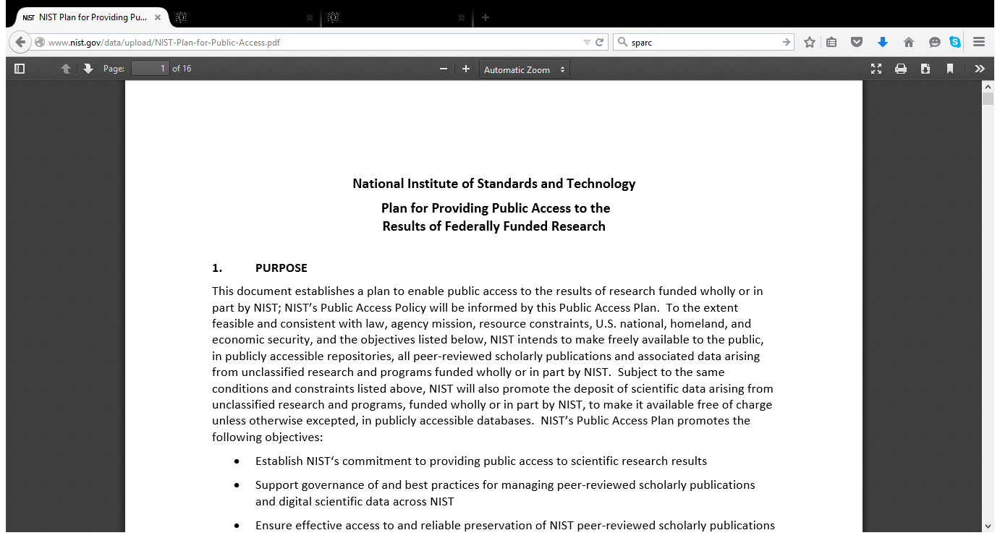 NIST NIST Plan for Providing Pu...
www.nist.gov/data/upload/NIST-Plan-for-Public-Access.pdf
sparc
Page: 1 of 16
Automatic Zoom
National Institute of Standards and Technology
Plan for Providing Public Access to the
Results of Federally Funded Research
1. PURPOSE
This document establishes a plan to enable public access to the results of research funded wholly or in
part by NIST; NIST’s Public Access Policy will be informed by this Public Access Plan.  To the extent
feasible and consistent with law, agency mission, resource constraints, U.S. national, homeland, and
economic security, and the objectives listed below, NIST intends to make freely available to the public,
in publicly accessible repositories, all peer-reviewed scholarly publications and associated data arising
from unclassified research and programs funded wholly or in part by NIST.  Subject to the same
conditions and constraints listed above, NIST will also promote the deposit of scientific data arising from
unclassified research and programs, funded wholly or in part by NIST, to make it available free of charge
unless otherwise excepted, in publicly accessible databases.  NIST’s Public Access Plan promotes the
following objectives:
• Establish NIST‘s commitment to providing public access to scientific research results
• Support governance of and best practices for managing peer-reviewed scholarly publications
and digital scientific data across NIST
• Ensure effective access to and reliable preservation of NIST peer-reviewed scholarly publications